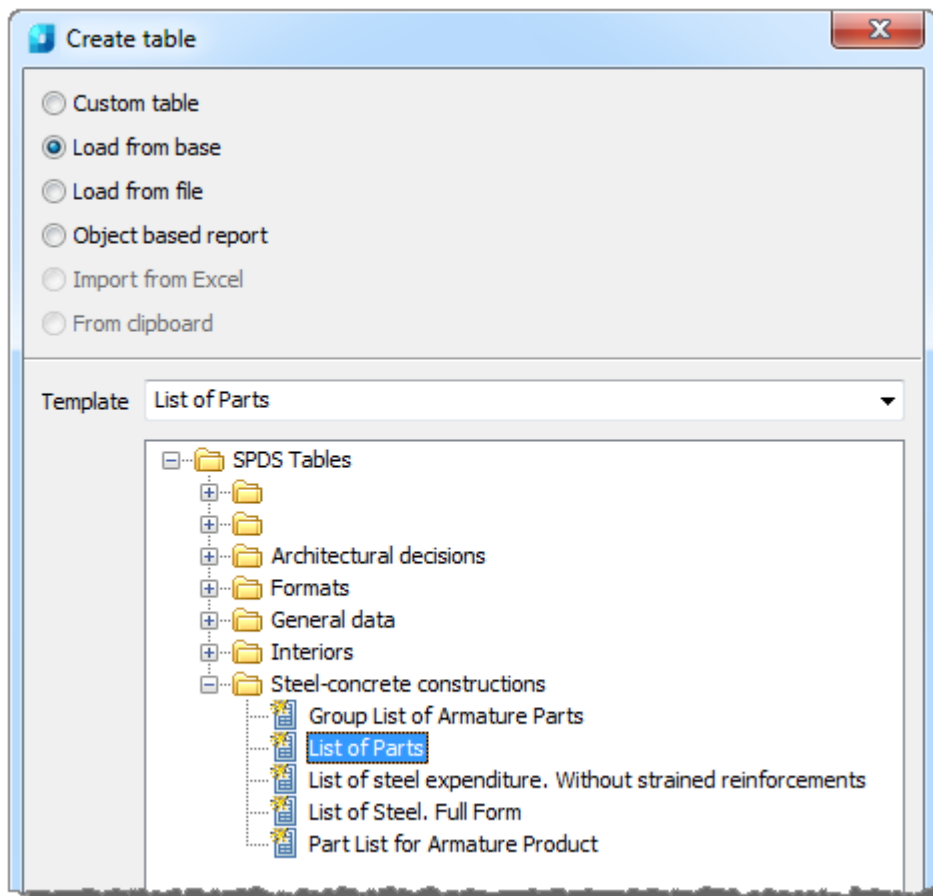 Create table
Custom table
Load from base
Load from file
Object based report
Import from Excel
From clipboard
Template List of Parts
SPDS Tables
Architectural decisions
Formats
General data
Interiors
Steel-concrete constructions
Group List of Armature Parts
List of Parts
List of steel expenditure. Without strained reinforcements
List of Steel. Full Form
Part List for Armature Product